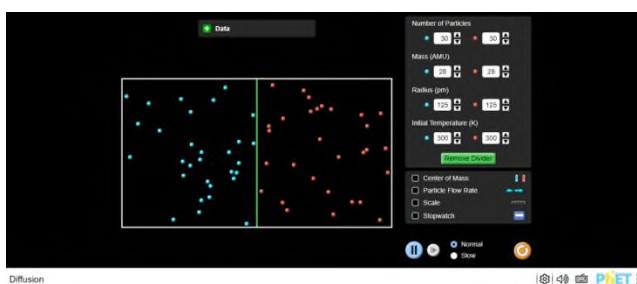 Data
Number of Particles
30 30
Mass (AMU)
28 28
Radius (pm)
125 125
Initial Temperature (K)
300 300
Remove Divider
Center of Mass
Particle Flow Rate
Scale
Stopwatch
Normal
Slow
Diffusion
PhET